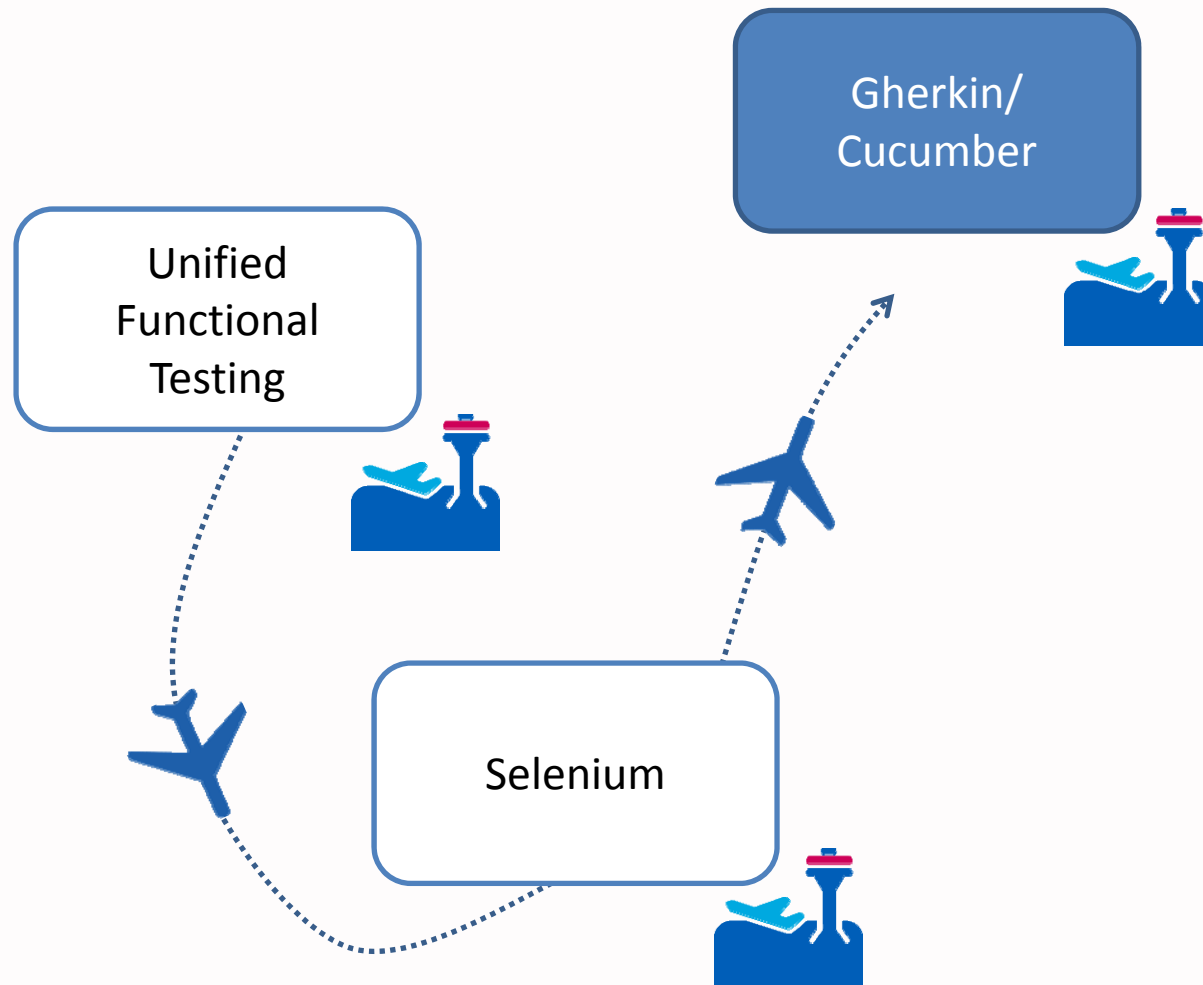 Gherkin/
Cucumber
Unified
Functional
Testing
Selenium